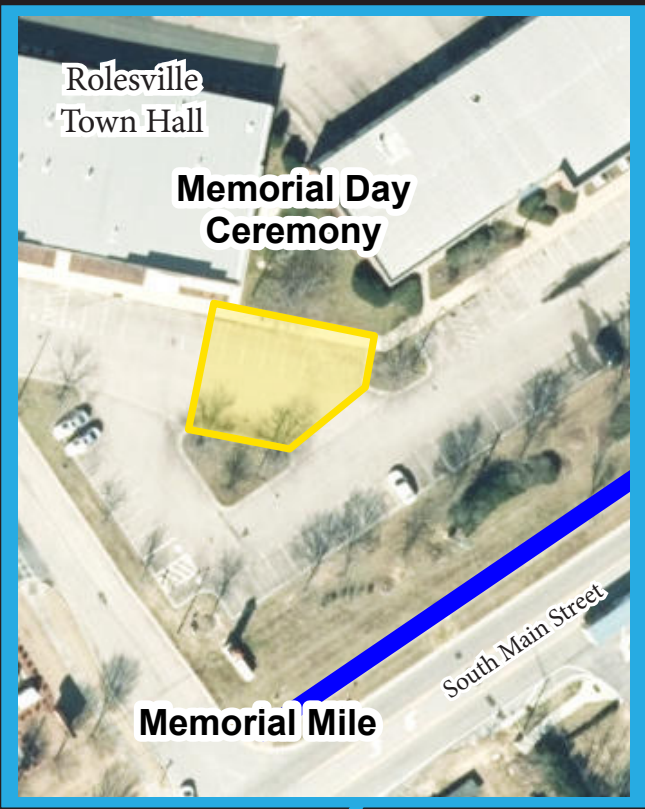 Rolesville
Town Hall
Memorial Day
Ceremony
South Main Street
Memorial Mile